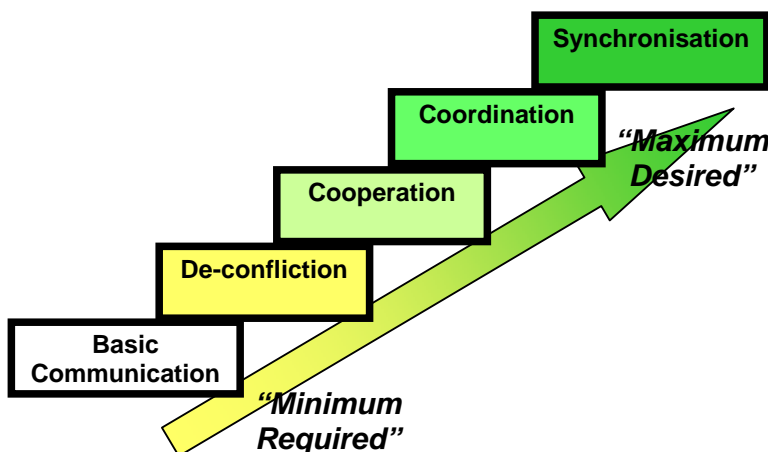 Synchronisation
Coordination
“Maximum
Desired”
Cooperation
De-confliction
Basic
Communication
“Minimum
Required”